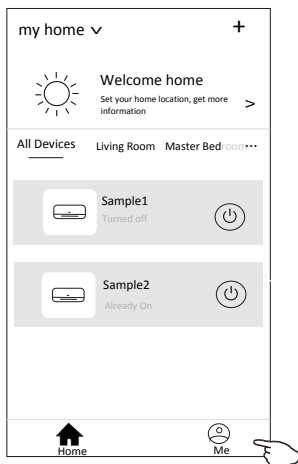 my home
Welcome home
Set your home location, get more
information
All Devices Living Room Master Bedroom...
Sample1
Turned off
Sample2
Already On
Home Me